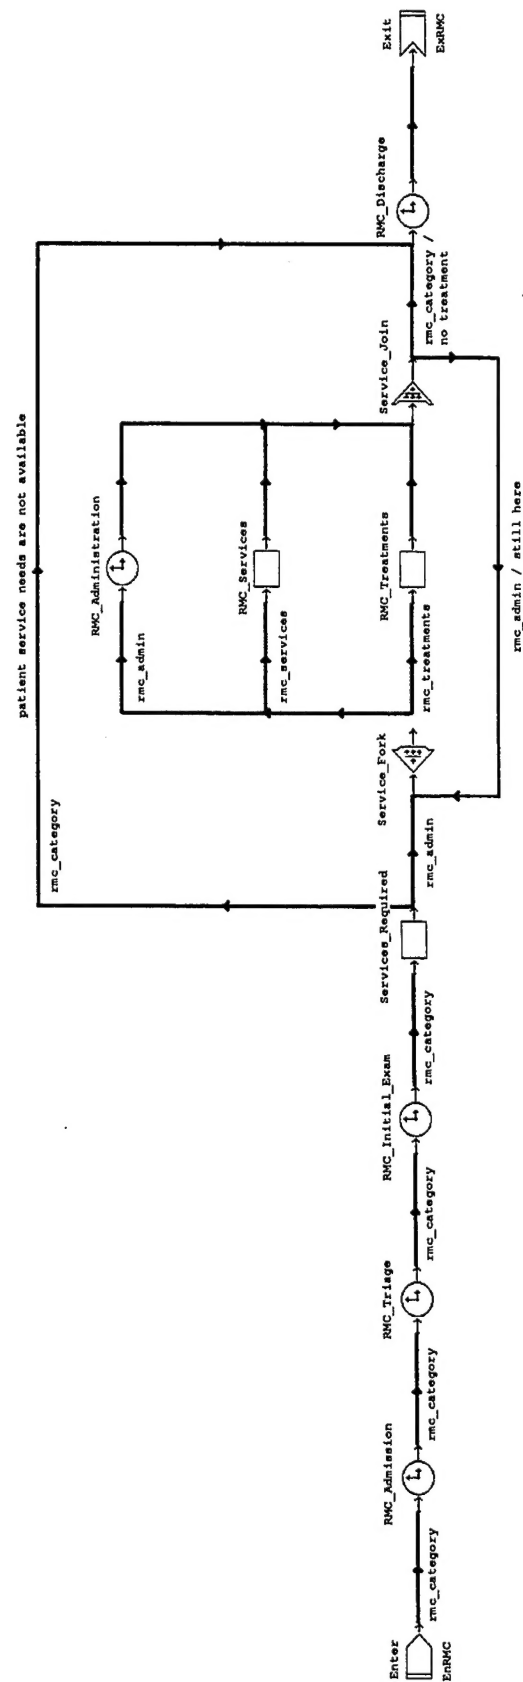 Enter
EnRMC
rmc_category
RMC_Admission
rmc_category
RMC_Triage
rmc_category
RMC_Initial_Exam
rmc_category
Services_Required
rmc_category
patient service needs are not available
rmc_admin
Service_Fork
rmc_admin
RMC_Administration
rmc_services
RMC_Services
rmc_treatments
RMC_Treatments
Service_Join
rmc_admin / still here
rmc_category /
no treatment
RMC_Discharge
Exit
ExRMC